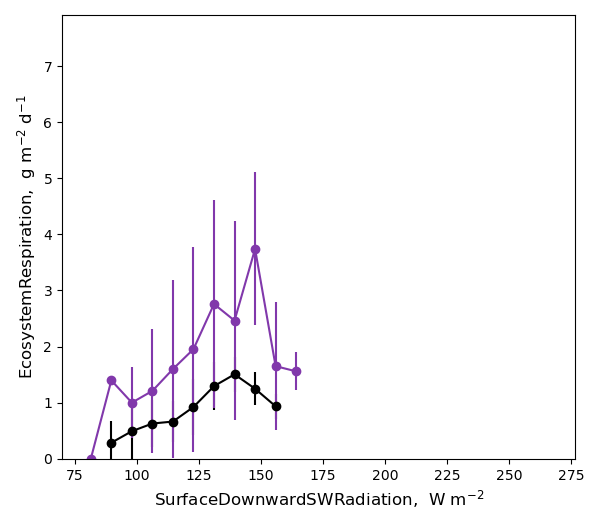 7
6
5
4
3
2
1
0
75 100 125 150 175 200 225 250 275
EcosystemRespiration, g m⁻² d⁻¹
SurfaceDownwardSWRadiation, W m⁻²